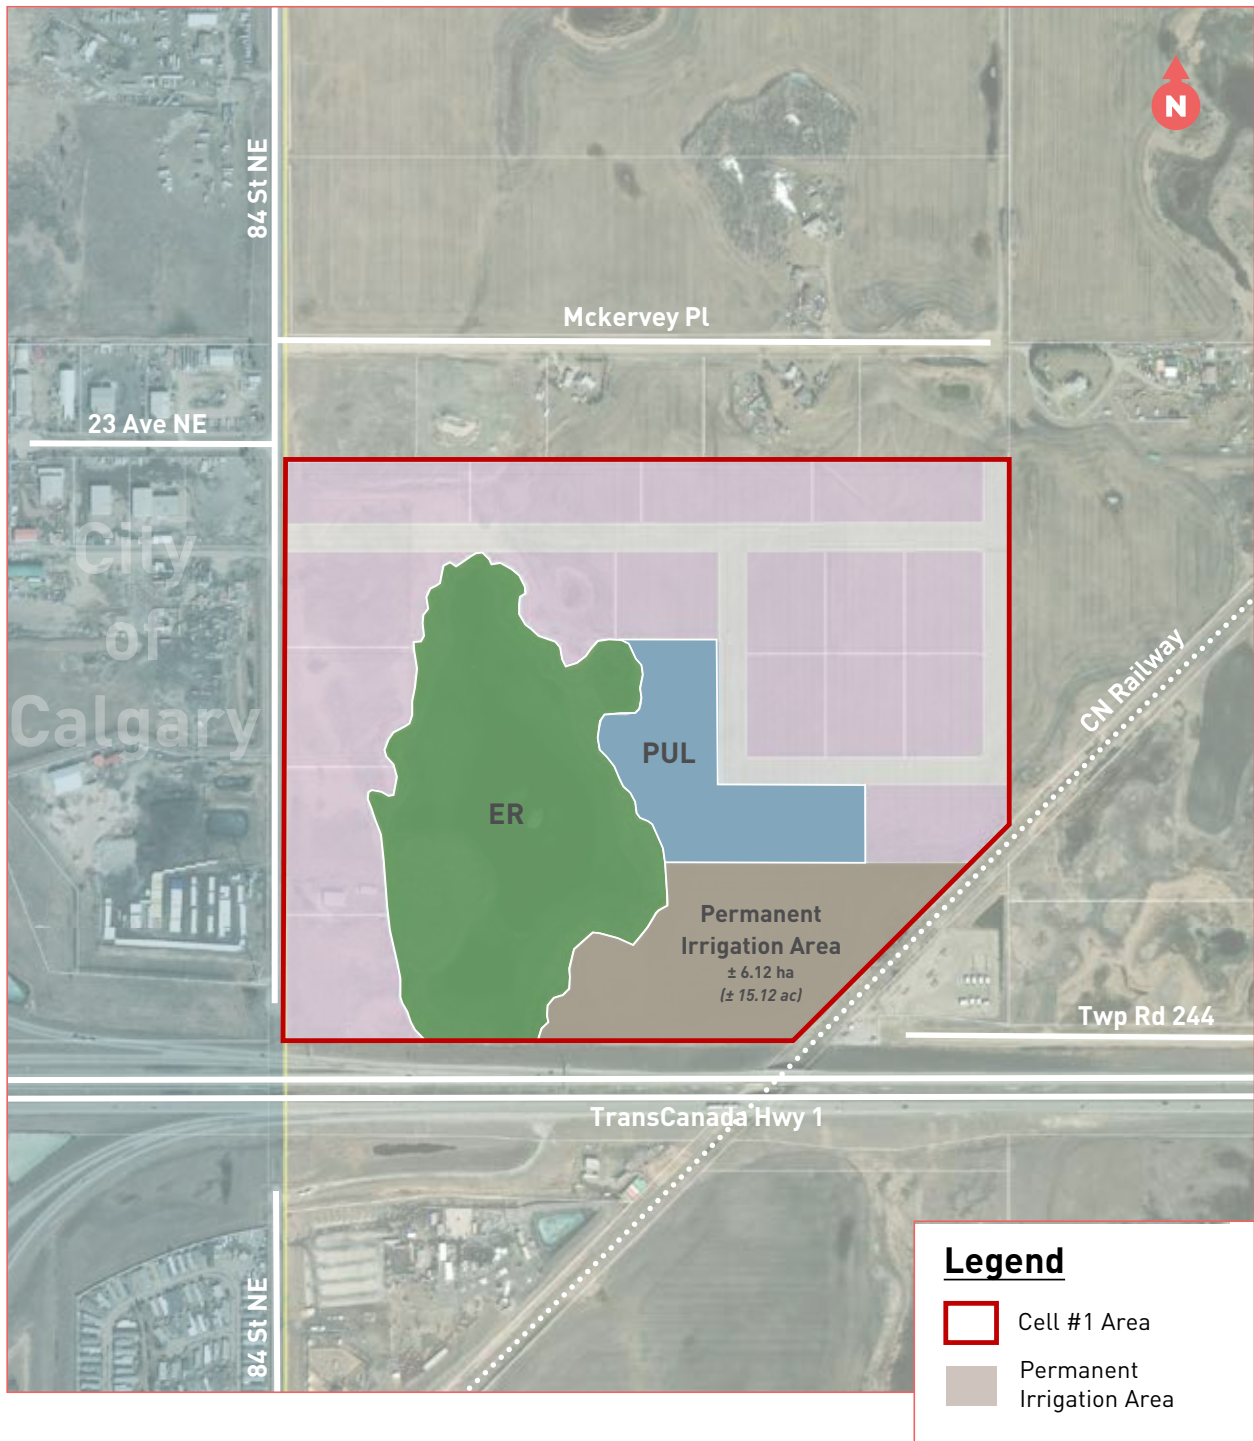 N
84 St NE
Mckervey Pl
23 Ave NE
City
of
Calgary
CN Railway
PUL
ER
Permanent
Irrigation Area
± 6.12 ha
(± 15.12 ac)
Twp Rd 244
TransCanada Hwy 1
84 St NE
Legend
Cell #1 Area
Permanent
Irrigation Area